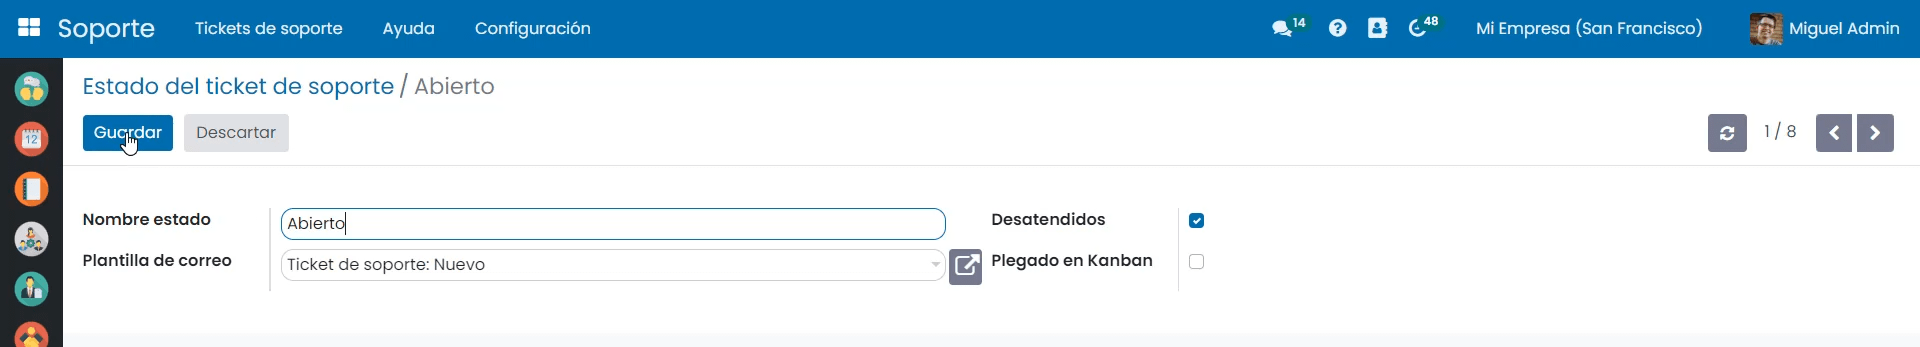 Soporte Tickets de soporte Ayuda Configuración 14 48 Mi Empresa (San Francisco) Miguel Admin
Estado del ticket de soporte / Abierto
Guardar Descartar 1 / 8
12
Nombre estado Abierto Desatendidos
Plantilla de correo Ticket de soporte: Nuevo Plegado en Kanban